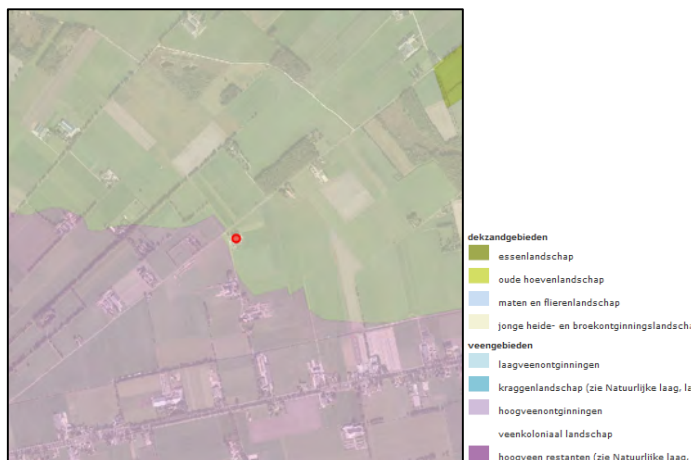 dekzandgebieden
essenlandschap
oude hoevenlandschap
maten en flierenlandschap
jonge heide- en broekontginningslandscha
veengebieden
laagveenontginningen
kraggenlandschap (zie Natuurlijke laag, la
hoogveenontginningen
veenkoloniaal landschap
hoogveen restanten (zie Natuurlijke laag,